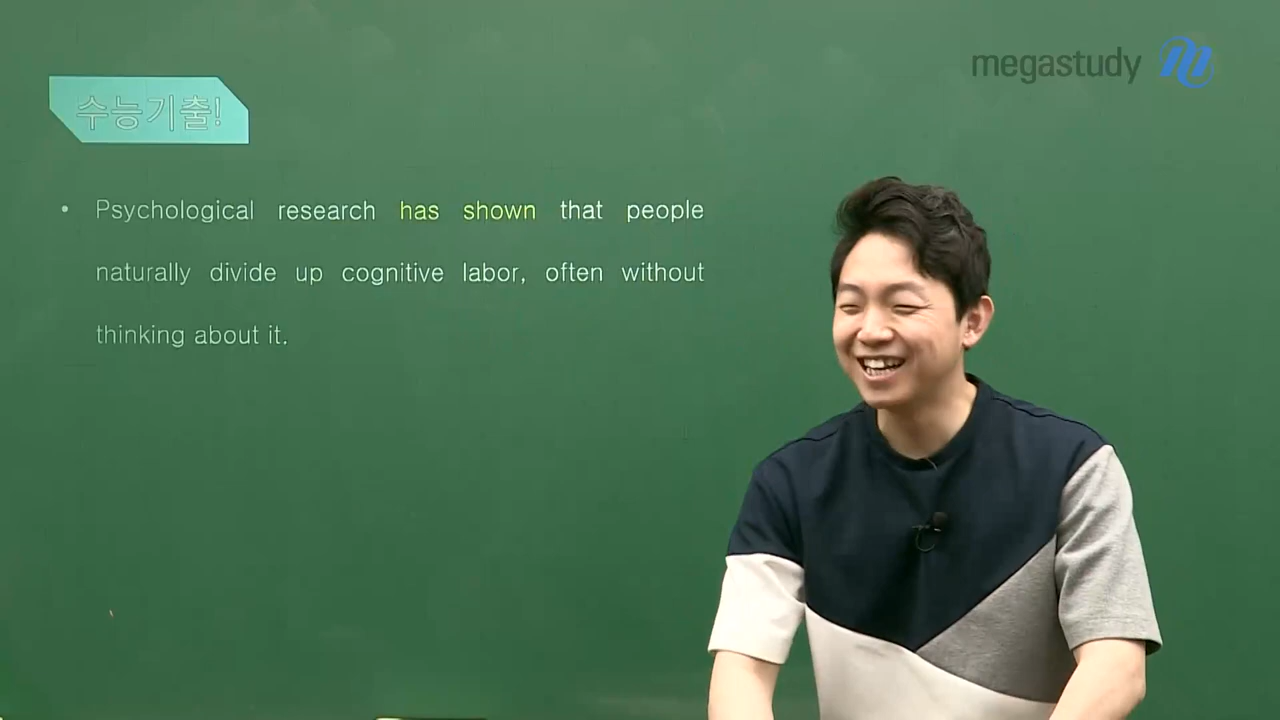 megastudy
수능기출!
• Psychological research has shown that people
naturally divide up cognitive labor, often without
thinking about it.